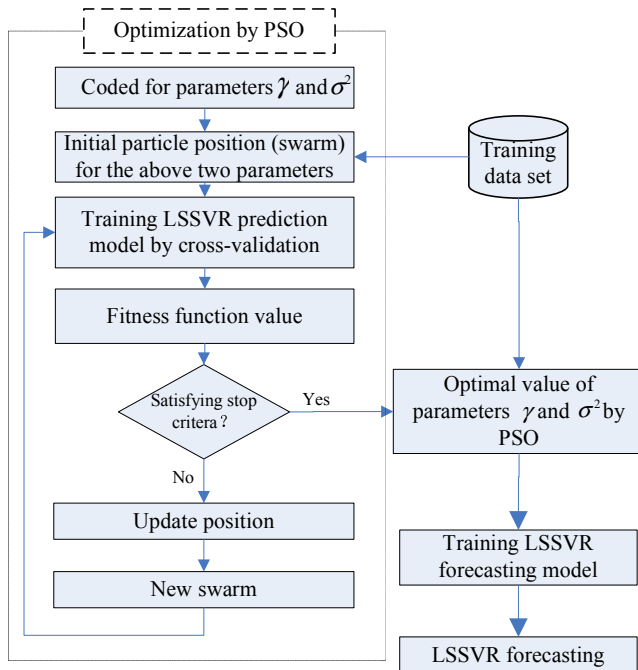 Optimization by PSO
Coded for parameters γ and σ²
Initial particle position (swarm)
for the above two parameters
Training
data set
Training LSSVR prediction
model by cross-validation
Fitness function value
Satisfying stop
critera？
Yes
No
Optimal value of
parameters γ and σ² by
PSO
Update position
New swarm
Training LSSVR
forecasting model
LSSVR forecasting